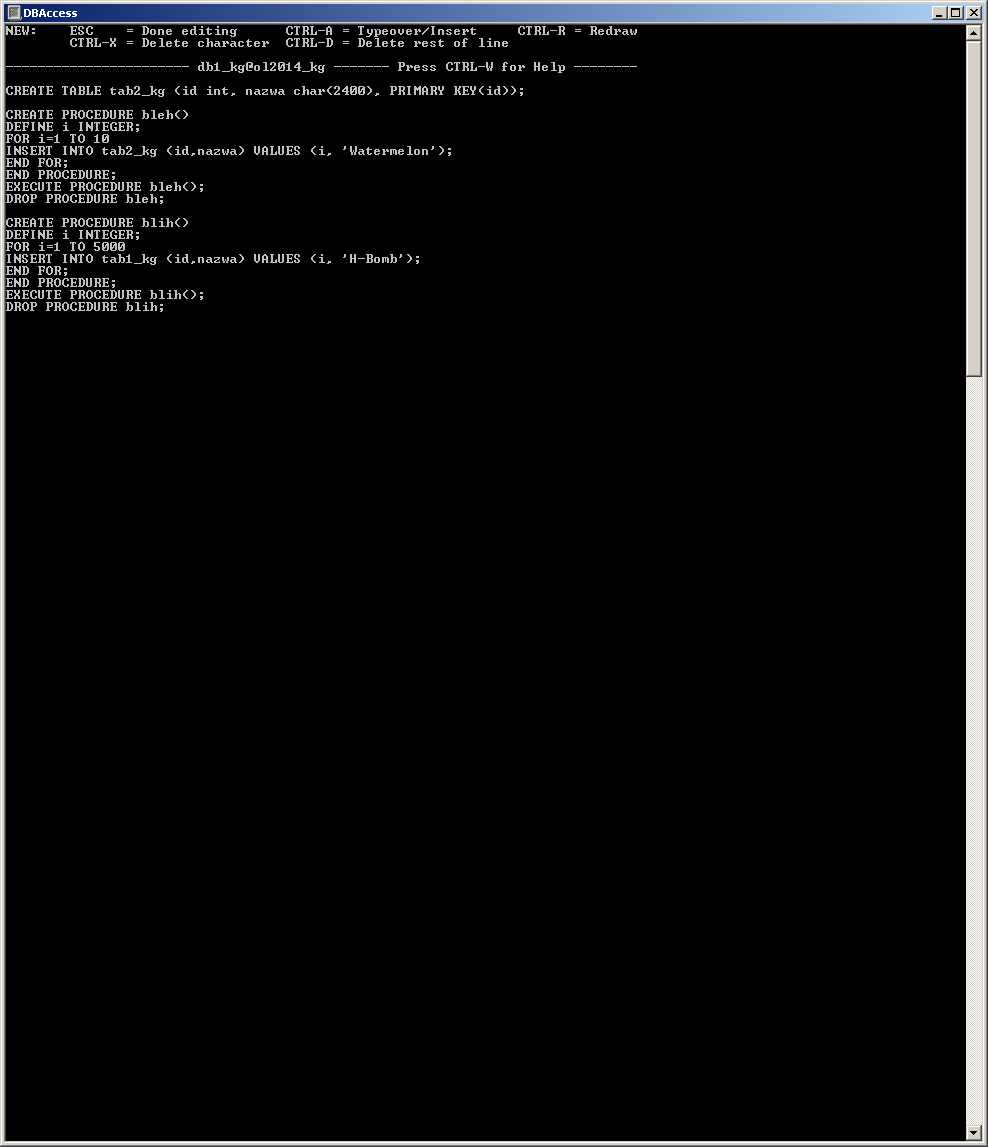 DBAccess
NEW:    ESC    = Done editing      CTRL-A = Typeover/Insert     CTRL-R = Redraw
        CTRL-X = Delete character  CTRL-D = Delete rest of line
----------------------- db1_kg@ol2014_kg ------- Press CTRL-W for Help --------
CREATE TABLE tab2_kg (id int, nazwa char(2400), PRIMARY KEY(id));
CREATE PROCEDURE bleh()
DEFINE i INTEGER;
FOR i=1 TO 10
INSERT INTO tab2_kg (id,nazwa) VALUES (i, 'Watermelon');
END FOR;
END PROCEDURE;
EXECUTE PROCEDURE bleh();
DROP PROCEDURE bleh;
CREATE PROCEDURE blih()
DEFINE i INTEGER;
FOR i=1 TO 5000
INSERT INTO tab1_kg (id,nazwa) VALUES (i, 'H-Bomb');
END FOR;
END PROCEDURE;
EXECUTE PROCEDURE blih();
DROP PROCEDURE blih;